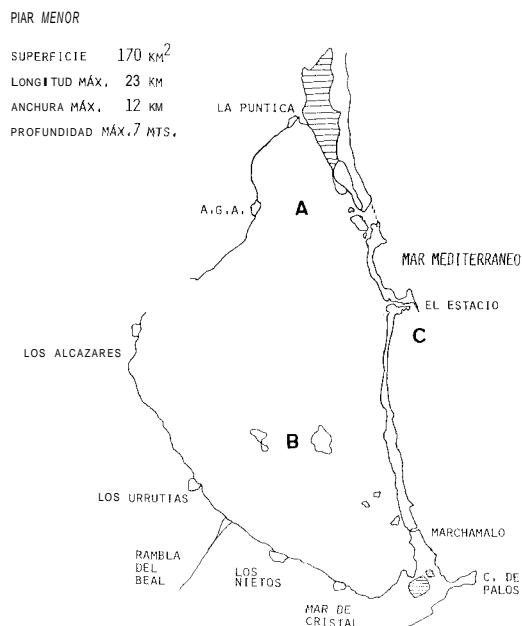 PIAR MENOR
SUPERFICIE 170 KM2
LONGITUD MÁX. 23 KM
ANCHURA MÁX. 12 KM
PROFUNDIDAD MÁX.7 MTS.
LA PUNTICA
A.G.A.
A
MAR MEDITERRANEO
EL ESTACIO
C
LOS ALCAZARES
B
LOS URRUTIAS
MARCHAMALO
RAMBLA
DEL
BEAL
LOS
NIETOS
MAR DE
CRISTAL
C. DE
PALOS